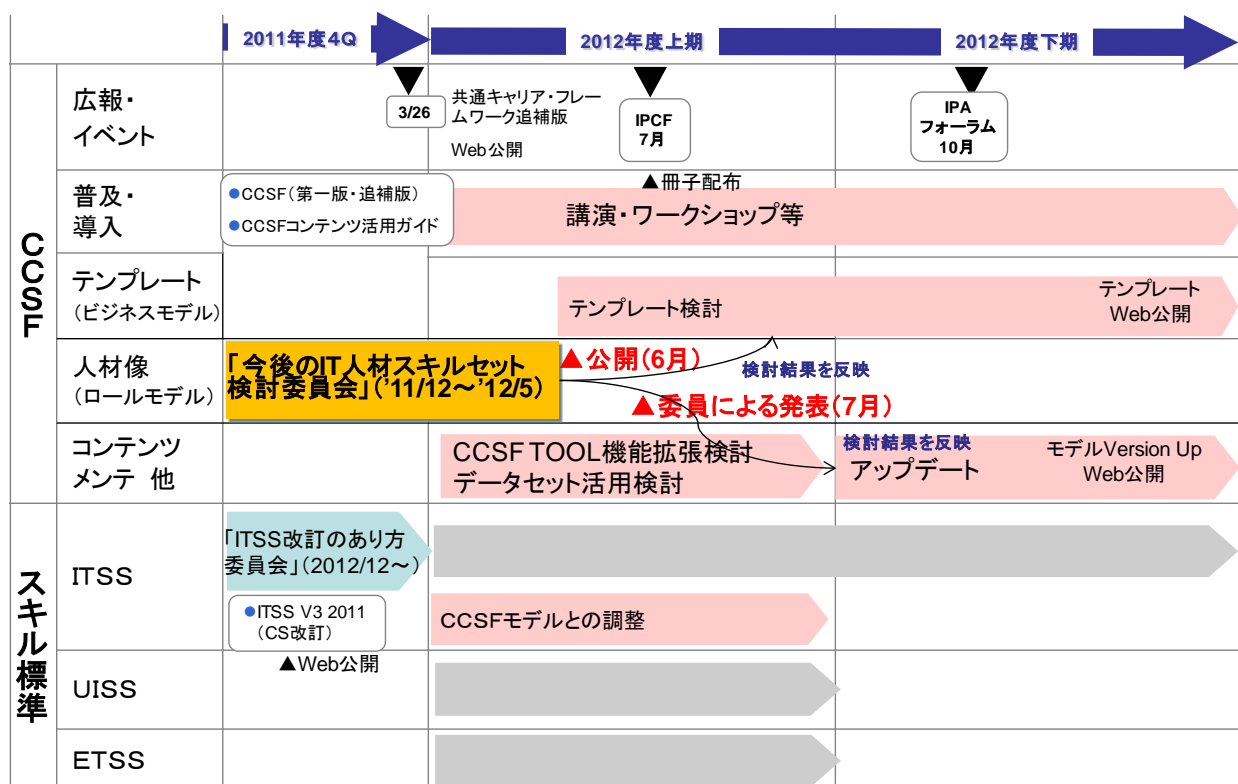 2011年度4Q
2012年度上期
2012年度下期
CCSF
広報・
イベント
3/26
共通キャリア・フレー
ムワーク追補版
Web公開
IPCF
7月
IPA
フォーラム
10月
普及・
導入
●CCSF(第一版・追補版)
●CCSFコンテンツ活用ガイド
▲冊子配布
講演・ワークショップ等
テンプレート
(ビジネスモデル)
テンプレート検討
テンプレート
Web公開
人材像
(ロールモデル)
「今後のIT人材スキルセット
検討委員会」('11/12～'12/5)
▲公開(6月)
検討結果を反映
▲委員による発表(7月)
コンテンツ
メンテ 他
CCSF TOOL機能拡張検討
データセット活用検討
検討結果を反映
アップデート
モデルVersion Up
Web公開
スキル標準
ITSS
「ITSS改訂のあり方
委員会」(2012/12～)
●ITSS V3 2011
(CS改訂)
▲Web公開
CCSFモデルとの調整
UISS
ETSS